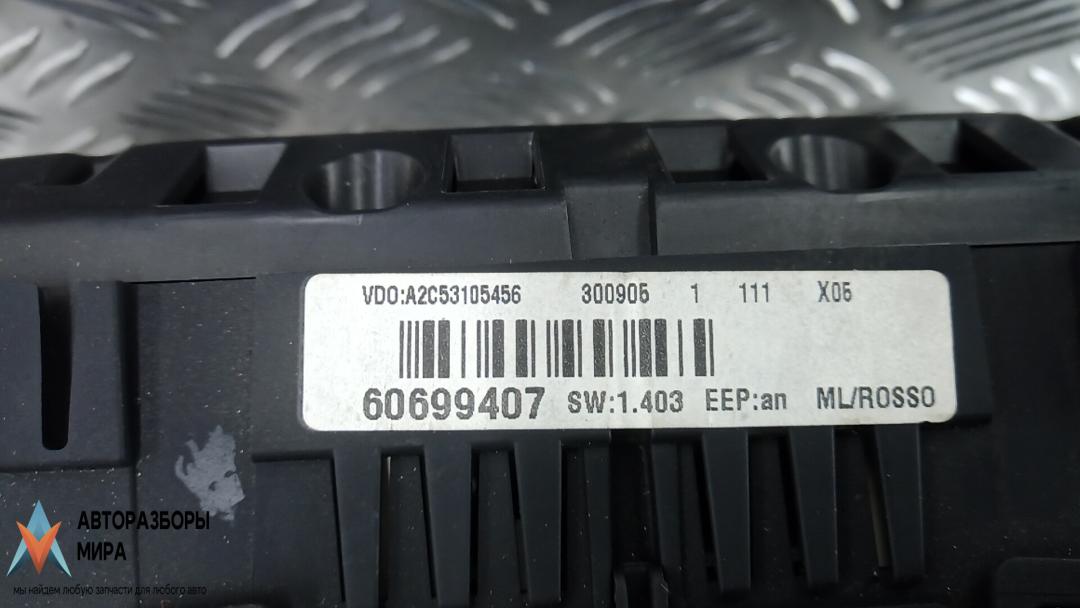 VDO:A2C53105456 300905 1 111 X05
60699407 SW:1.403 EEP:an ML/ROSSO
АВТОРАЗБОРЫ
МИРА
мы найдем любую запчасти для любого авто